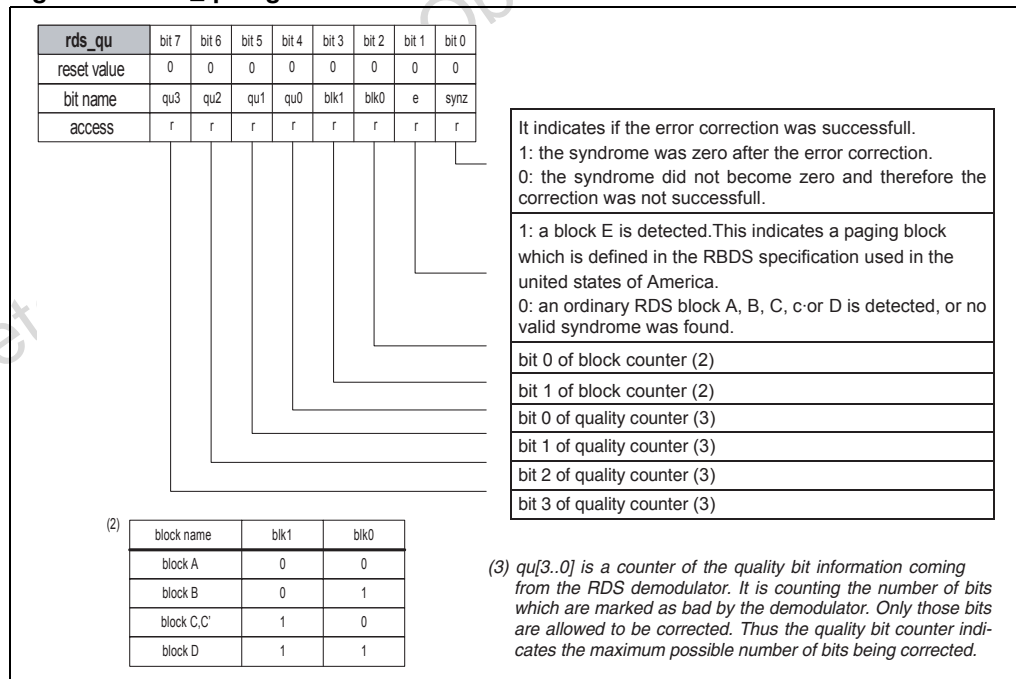 rds_qu bit 7 bit 6 bit 5 bit 4 bit 3 bit 2 bit 1 bit 0
reset value 0 0 0 0 0 0 0 0
bit name qu3 qu2 qu1 qu0 blk1 blk0 e synz
access r r r r r r r r
It indicates if the error correction was successfull.
1: the syndrome was zero after the error correction.
0: the syndrome did not become zero and therefore the
correction was not successfull.
1: a block E is detected.This indicates a paging block
which is defined in the RBDS specification used in the
united states of America.
0: an ordinary RDS block A, B, C, c·or D is detected, or no
valid syndrome was found.
bit 0 of block counter (2)
bit 1 of block counter (2)
bit 0 of quality counter (3)
bit 1 of quality counter (3)
bit 2 of quality counter (3)
bit 3 of quality counter (3)
(2)
block name blk1 blk0
block A 0 0
block B 0 1
block C,C' 1 0
block D 1 1
(3) qu[3..0] is a counter of the quality bit information coming
from the RDS demodulator. It is counting the number of bits
which are marked as bad by the demodulator. Only those bits
are allowed to be corrected. Thus the quality bit counter indi-
cates the maximum possible number of bits being corrected.